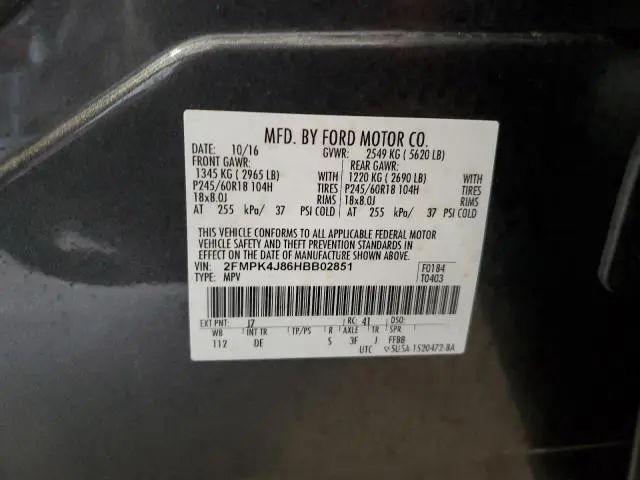 MFD. BY FORD MOTOR CO.
DATE: 10/16 GVWR: 2549 KG ( 5620 LB)
FRONT GAWR: REAR GAWR:
1345 KG ( 2965 LB) WITH 1220 KG ( 2690 LB) WITH
P245/60R18 104H TIRES P245/60R18 104H TIRES
18x8.0J RIMS 18x8.0J RIMS
AT 255 kPa/ 37 PSI COLD AT 255 kPa/ 37 PSI COLD
THIS VEHICLE CONFORMS TO ALL APPLICABLE FEDERAL MOTOR
VEHICLE SAFETY AND THEFT PREVENTION STANDARDS IN
EFFECT ON THE DATE OF MANUFACTURE SHOWN ABOVE.
VIN: 2FMPK4J86HBB02851 F0184
TYPE: MPV T0403
EXT PNT: J7 RC: 41 DSO:
WB INT TR TP/PS R AXLE TR SPR
112 DE S 3F J FFBB
UTC ▽SUSA-1520472-BA